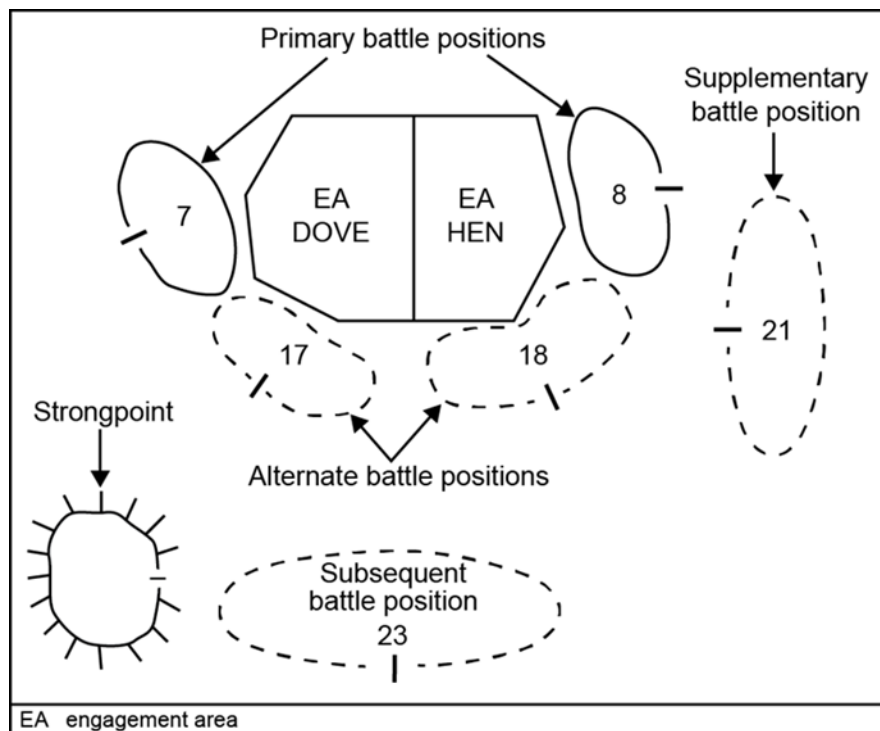 Primary battle positions
Supplementary
battle position
7
EA
DOVE
EA
HEN
8
17
18
21
Strongpoint
Alternate battle positions
Subsequent
battle position
23
EA engagement area